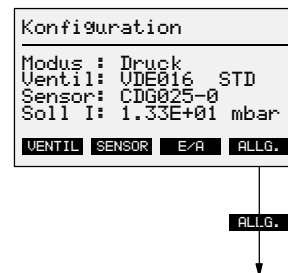 Konfiguration
Modus : Druck
Ventil: VDE016 STD
Sensor: CDG025-0
Soll I: 1.33E+01 mbar
VENTIL SENSOR E/A ALLG.
ALLG.